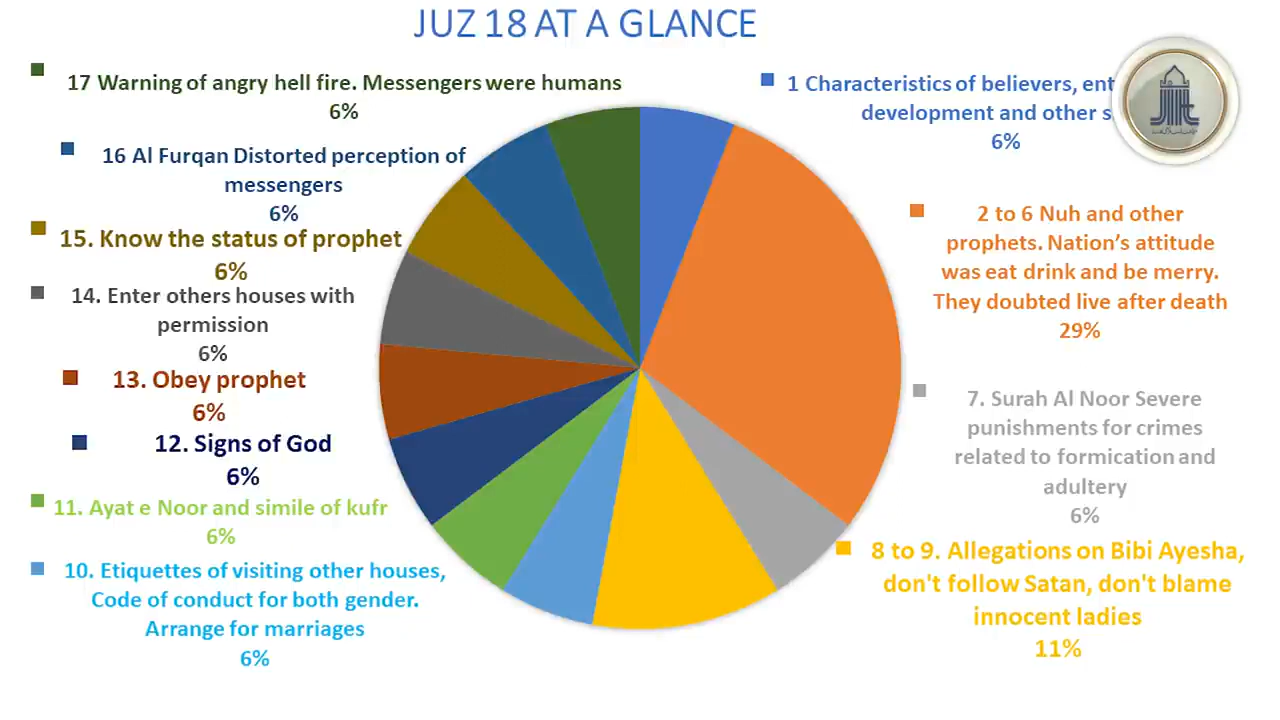 JUZ 18 AT A GLANCE
1 Characteristics of believers,
development and other
6%
2 to 6 Nuh and other
prophets. Nation’s attitude
was eat drink and be merry.
They doubted live after death
29%
7. Surah Al Noor Severe
punishments for crimes
related to formication and
adultery
6%
8 to 9. Allegations on Bibi Ayesha,
don't follow Satan, don't blame
innocent ladies
11%
10. Etiquettes of visiting other houses,
Code of conduct for both gender.
Arrange for marriages
6%
11. Ayat e Noor and simile of kufr
6%
12. Signs of God
6%
13. Obey prophet
6%
14. Enter others houses with
permission
6%
15. Know the status of prophet
6%
16 Al Furqan Distorted perception of
messengers
6%
17 Warning of angry hell fire. Messengers were humans
6%